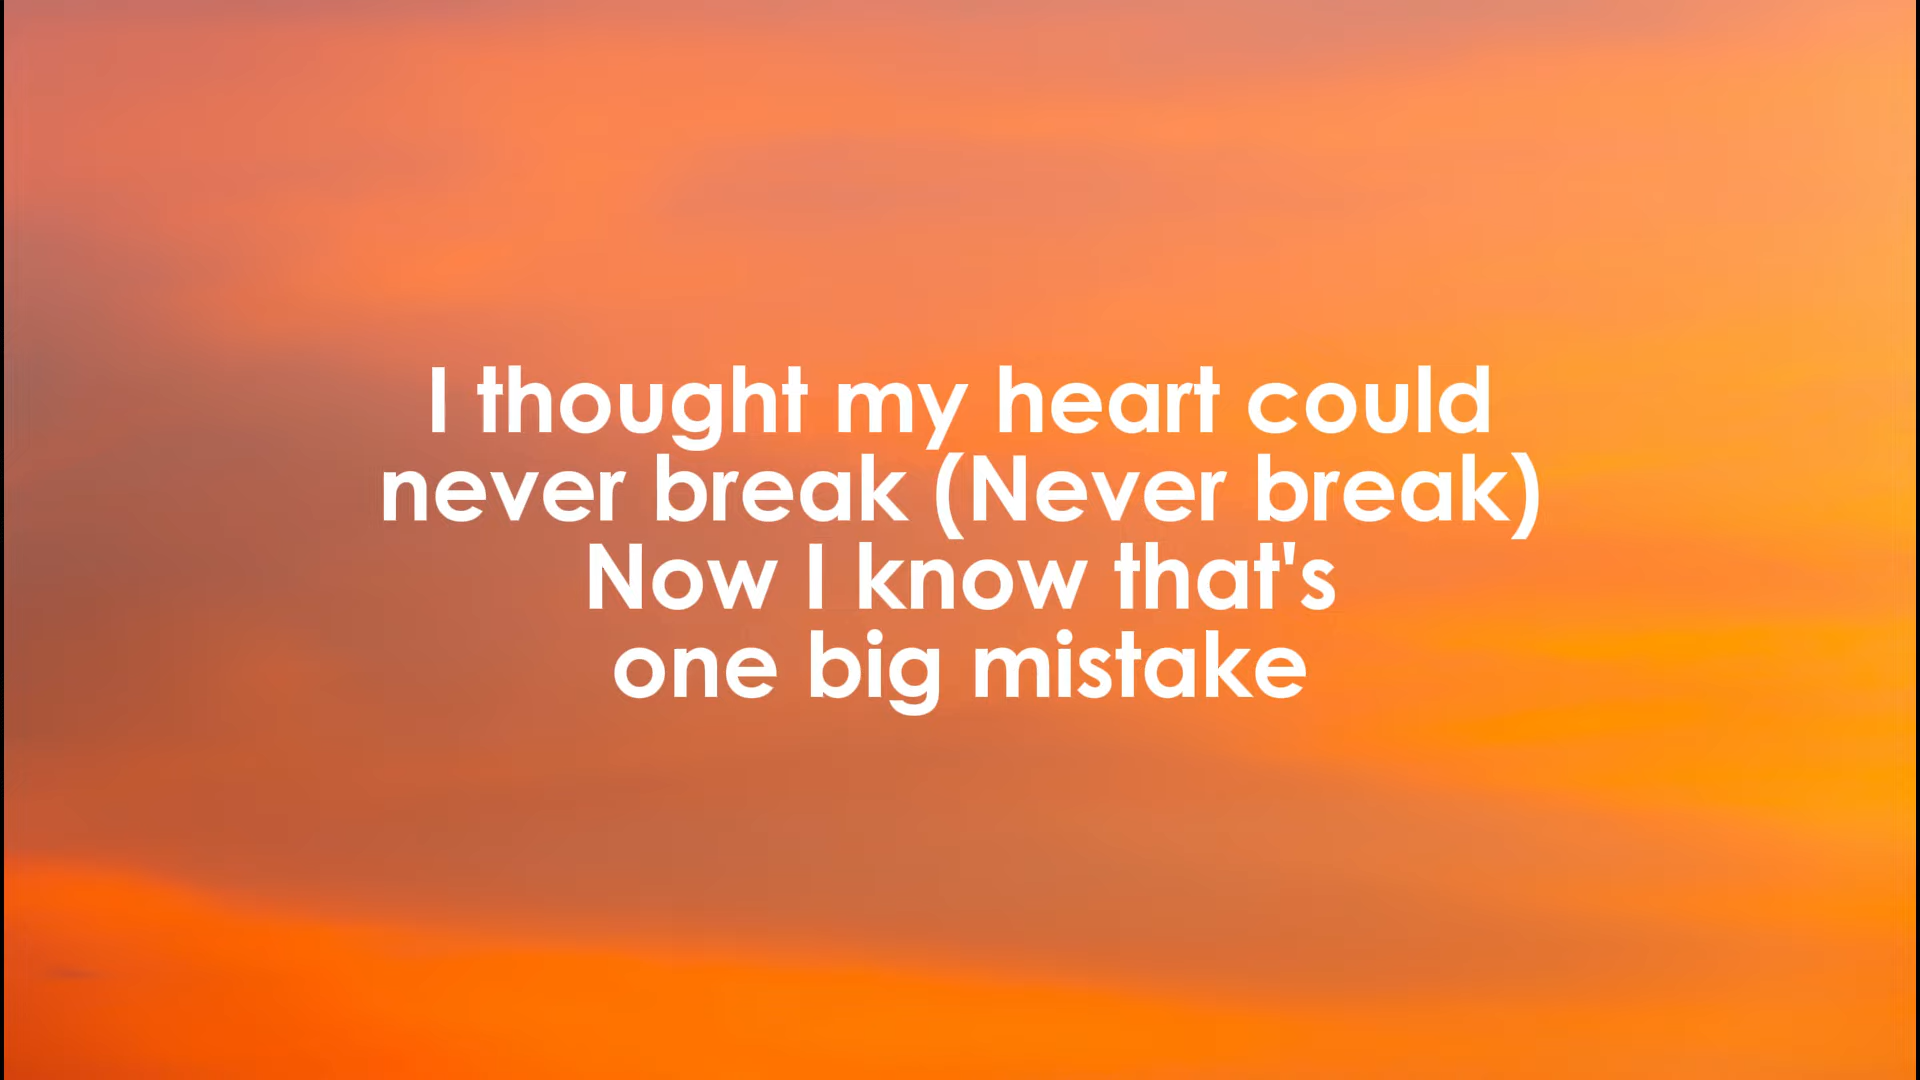 I thought my heart could
never break (Never break)
Now I know that's
one big mistake